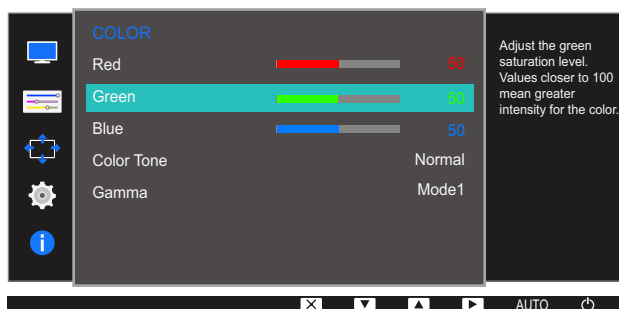 COLOR
Red 50
Green 50
Blue 50
Color Tone Normal
Gamma Mode1
Adjust the green
saturation level.
Values closer to 100
mean greater
intensity for the color.
AUTO